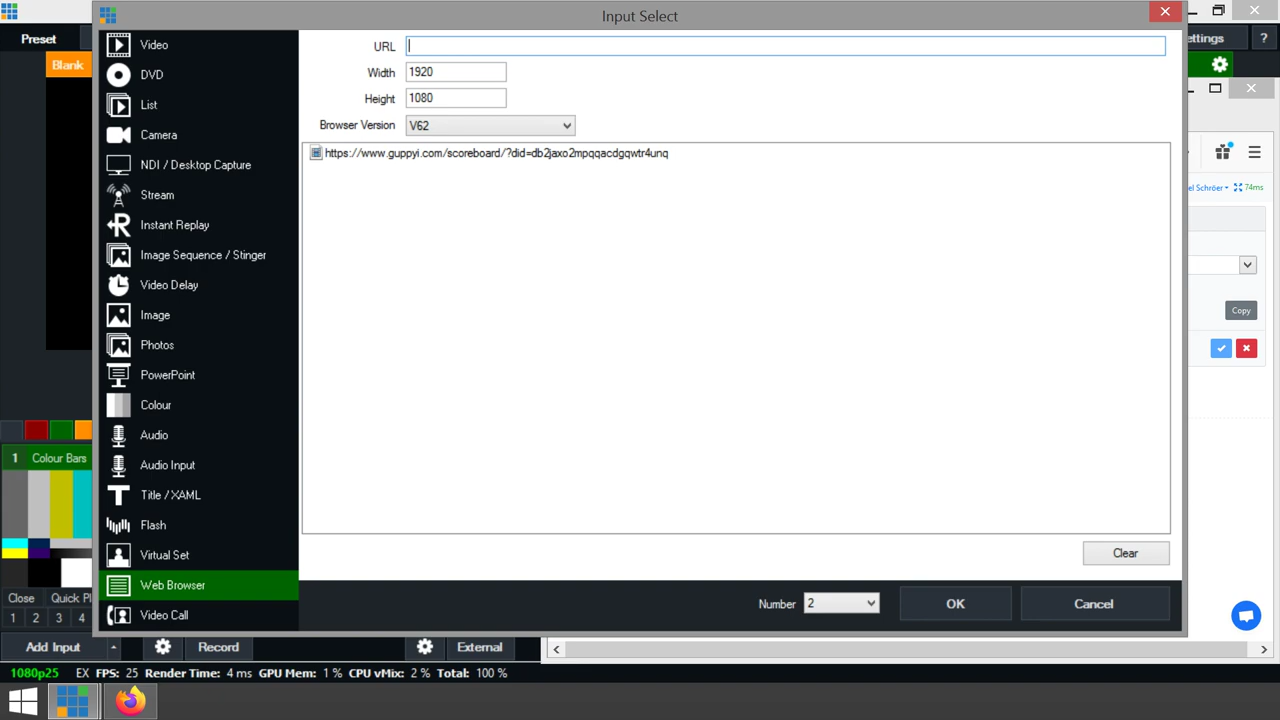 Input Select
Preset
ettings
?
Blank
Video
DVD
List
Camera
NDI / Desktop Capture
Stream
Instant Replay
Image Sequence / Stinger
Video Delay
Image
Photos
PowerPoint
Colour
Audio
Audio Input
Title / XAML
Flash
Virtual Set
Web Browser
Video Call
URL
Width 1920
Height 1080
Browser Version V62
https://www.guppyi.com/scoreboard/?did=db2jaxo2mpqqacdgqwtr4unq
Clear
Number 2
OK
Cancel
el Schröer
74ms
Copy
1 Colour Bars
Close Quick Pl
1 2 3 4
Add Input
Record
External
1080p25 EX FPS: 25 Render Time: 4 ms GPU Mem: 1 % CPU vMix: 2 % Total: 100 %